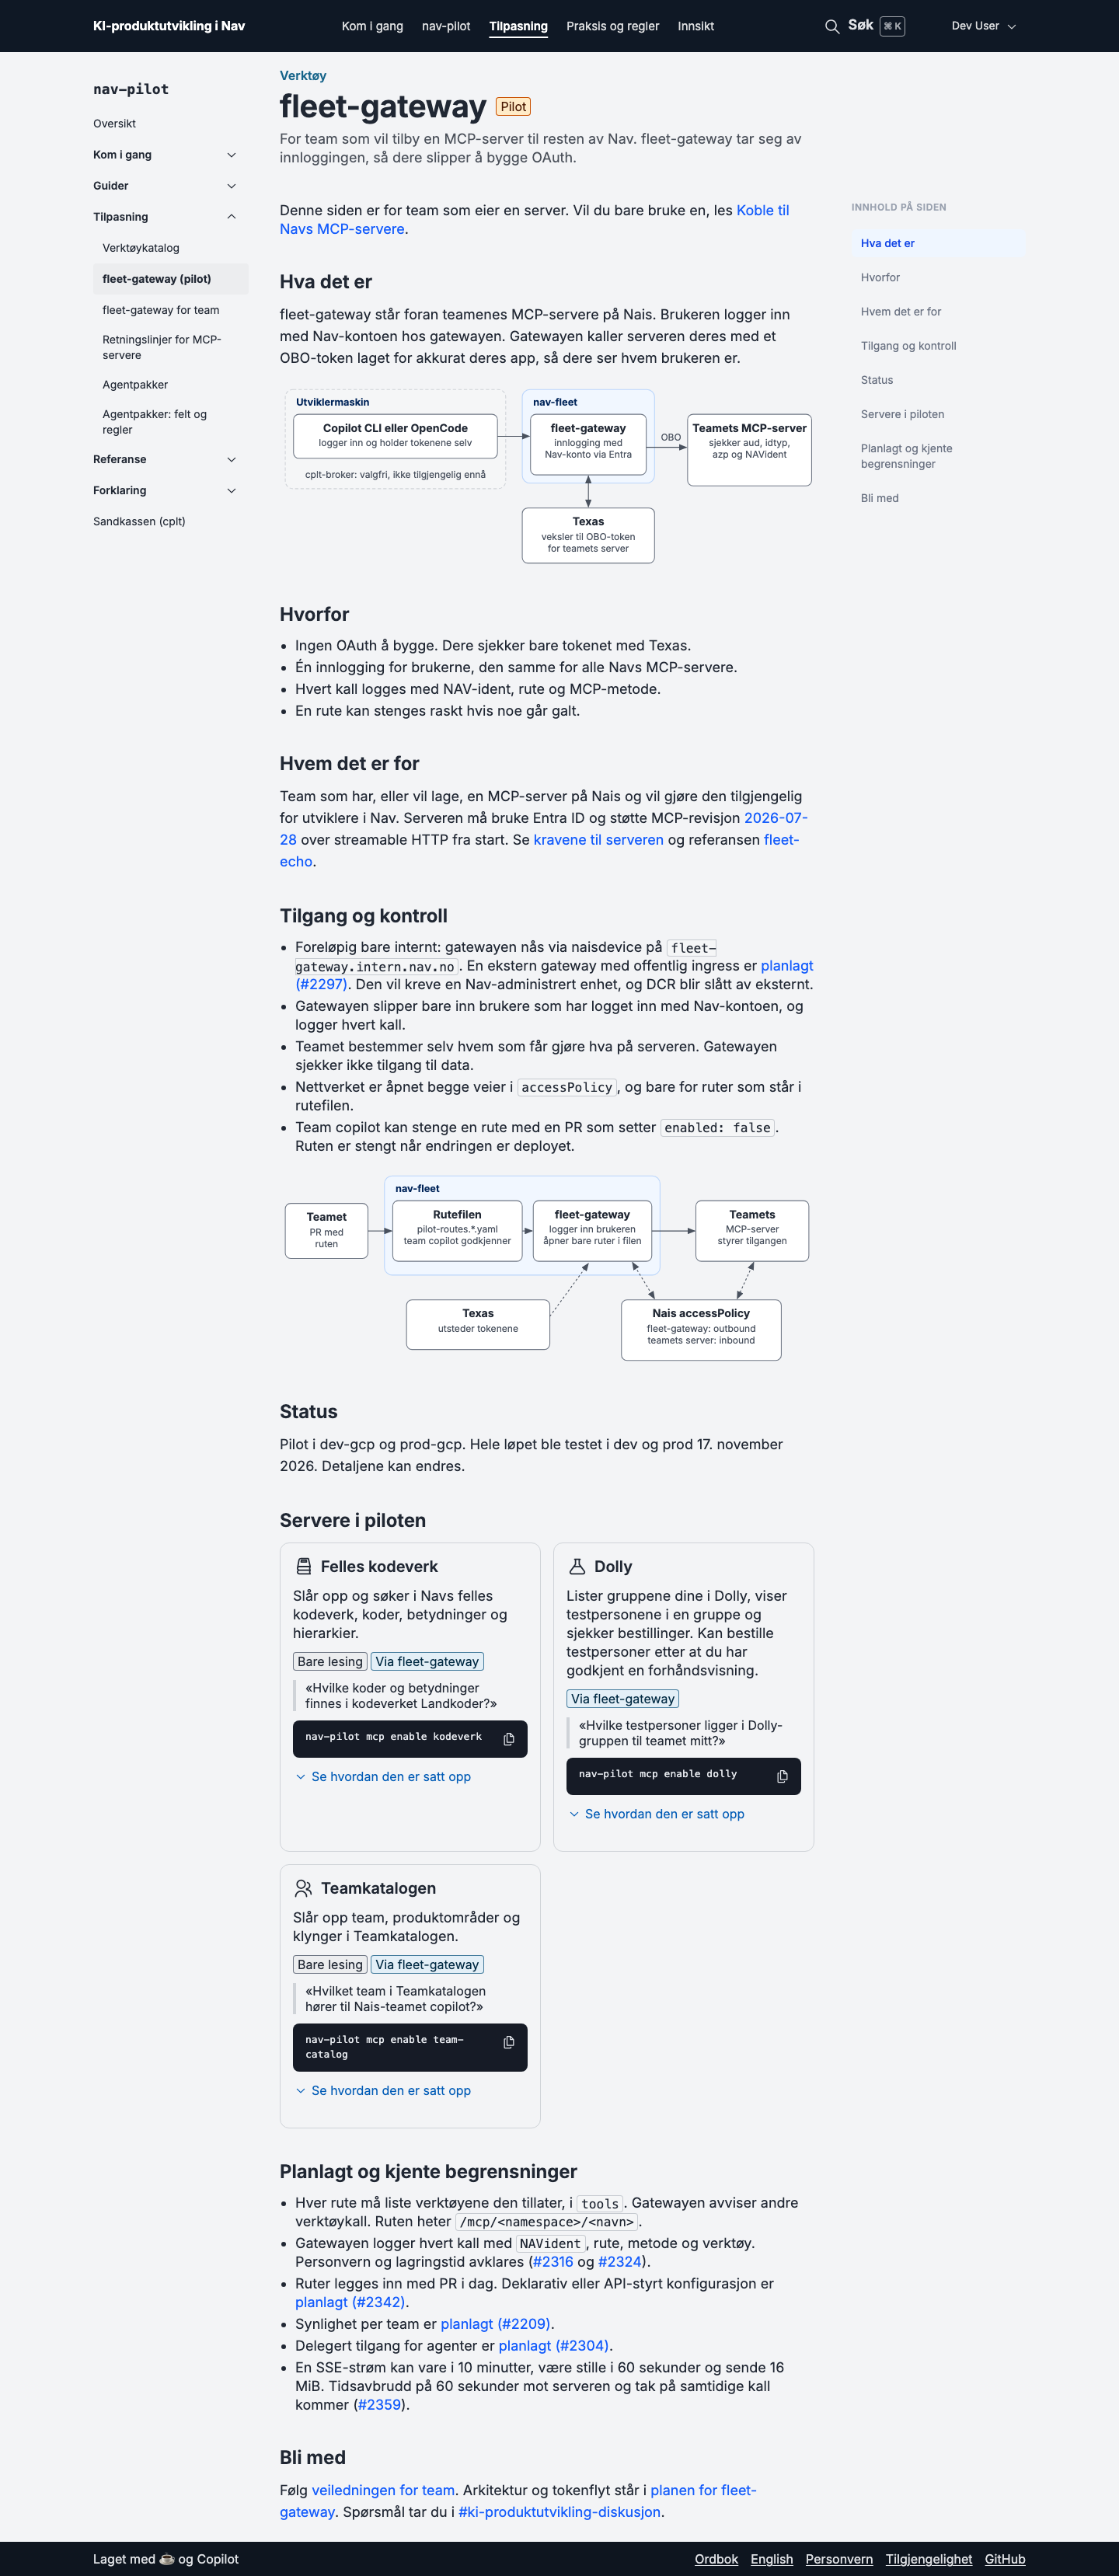 KI-produktutvikling i Nav
Kom i gang
nav-pilot
Tilpasning
Praksis og regler
Innsikt
Søk
⌘ K
Dev User
nav-pilot
Oversikt
Kom i gang
Guider
Tilpasning
Verktøykatalog
fleet-gateway (pilot)
fleet-gateway for team
Retningslinjer for MCP-
servere
Agentpakker
Agentpakker: felt og
regler
Referanse
Forklaring
Sandkassen (cplt)
Verktøy
fleet-gateway Pilot
For team som vil tilby en MCP-server til resten av Nav. fleet-gateway tar seg av
innloggingen, så dere slipper å bygge OAuth.
Denne siden er for team som eier en server. Vil du bare bruke en, les Koble til
Navs MCP-servere.
INNHOLD PÅ SIDEN
Hva det er
Hvorfor
Hvem det er for
Tilgang og kontroll
Status
Servere i piloten
Planlagt og kjente
begrensninger
Bli med
Hva det er
fleet-gateway står foran teamenes MCP-servere på Nais. Brukeren logger inn
med Nav-kontoen hos gatewayen. Gatewayen kaller serveren deres med et
OBO-token laget for akkurat deres app, så dere ser hvem brukeren er.
Utviklermaskin
Copilot CLI eller OpenCode
logger inn og holder tokenene selv
cplt-broker: valgfri, ikke tilgjengelig ennå
nav-fleet
fleet-gateway
innlogging med
Nav-konto via Entra
OBO
Teamets MCP-server
sjekker aud, idtyp,
azp og NAVident
Texas
veksler til OBO-token
for teamets server
Hvorfor
• Ingen OAuth å bygge. Dere sjekker bare tokenet med Texas.
• Én innlogging for brukerne, den samme for alle Navs MCP-servere.
• Hvert kall logges med NAV-ident, rute og MCP-metode.
• En rute kan stenges raskt hvis noe går galt.
Hvem det er for
Team som har, eller vil lage, en MCP-server på Nais og vil gjøre den tilgjengelig
for utviklere i Nav. Serveren må bruke Entra ID og støtte MCP-revisjon 2026-07-
28 over streamable HTTP fra start. Se kravene til serveren og referansen fleet-
echo.
Tilgang og kontroll
• Foreløpig bare internt: gatewayen nås via naisdevice på fleet-
gateway.intern.nav.no. En ekstern gateway med offentlig ingress er planlagt
(#2297). Den vil kreve en Nav-administrert enhet, og DCR blir slått av eksternt.
• Gatewayen slipper bare inn brukere som har logget inn med Nav-kontoen, og
logger hvert kall.
• Teamet bestemmer selv hvem som får gjøre hva på serveren. Gatewayen
sjekker ikke tilgang til data.
• Nettverket er åpnet begge veier i accessPolicy, og bare for ruter som står i
rutefilen.
• Team copilot kan stenge en rute med en PR som setter enabled: false.
Ruten er stengt når endringen er deployet.
nav-fleet
Teamet
PR med
ruten
Rutefilen
pilot-routes.*.yaml
team copilot godkjenner
fleet-gateway
logger inn brukeren
åpner bare ruter i filen
Teamets
MCP-server
styrer tilgangen
Texas
utsteder tokenene
Nais accessPolicy
fleet-gateway: outbound
teamets server: inbound
Status
Pilot i dev-gcp og prod-gcp. Hele løpet ble testet i dev og prod 17. november
2026. Detaljene kan endres.
Servere i piloten
Felles kodeverk
Slår opp og søker i Navs felles
kodeverk, koder, betydninger og
hierarkier.
Bare lesing Via fleet-gateway
«Hvilke koder og betydninger
finnes i kodeverket Landkoder?»
nav-pilot mcp enable kodeverk
Se hvordan den er satt opp
Dolly
Lister gruppene dine i Dolly, viser
testpersonene i en gruppe og
sjekker bestillinger. Kan bestille
testpersoner etter at du har
godkjent en forhåndsvisning.
Via fleet-gateway
«Hvilke testpersoner ligger i Dolly-
gruppen til teamet mitt?»
nav-pilot mcp enable dolly
Se hvordan den er satt opp
Teamkatalogen
Slår opp team, produktområder og
klynger i Teamkatalogen.
Bare lesing Via fleet-gateway
«Hvilket team i Teamkatalogen
hører til Nais-teamet copilot?»
nav-pilot mcp enable team-
catalog
Se hvordan den er satt opp
Planlagt og kjente begrensninger
• Hver rute må liste verktøyene den tillater, i tools. Gatewayen avviser andre
verktøykall. Ruten heter /mcp/<namespace>/<navn>.
• Gatewayen logger hvert kall med NAVident, rute, metode og verktøy.
Personvern og lagringstid avklares (#2316 og #2324).
• Ruter legges inn med PR i dag. Deklarativ eller API-styrt konfigurasjon er
planlagt (#2342).
• Synlighet per team er planlagt (#2209).
• Delegert tilgang for agenter er planlagt (#2304).
• En SSE-strøm kan vare i 10 minutter, være stille i 60 sekunder og sende 16
MiB. Tidsavbrudd på 60 sekunder mot serveren og tak på samtidige kall
kommer (#2359).
Bli med
Følg veiledningen for team. Arkitektur og tokenflyt står i planen for fleet-
gateway. Spørsmål tar du i #ki-produktutvikling-diskusjon.
Laget med ☕ og Copilot
Ordbok
English
Personvern
Tilgjengelighet
GitHub